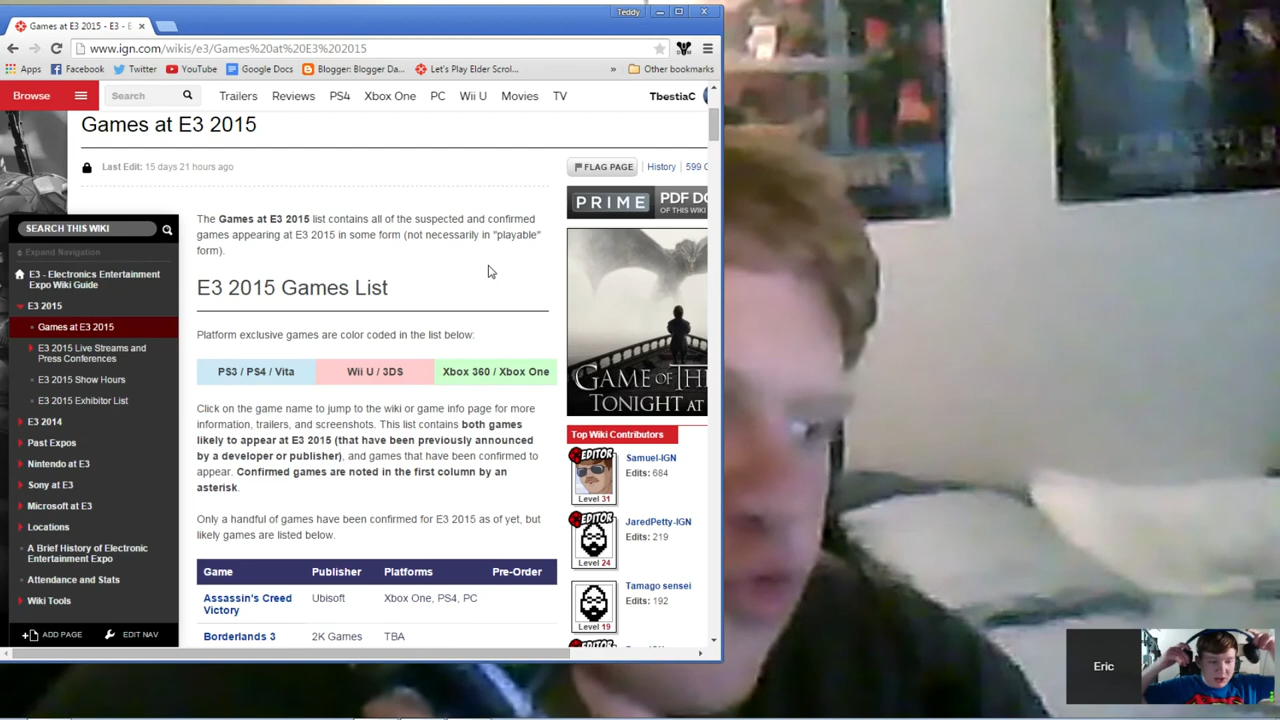 Teddy
Games at E3 2015 - E3 - E
www.ign.com/wikis/e3/Games%20at%20E3%202015
Apps Facebook Twitter YouTube Google Docs Blogger: Blogger Da... Let's Play Elder Scrol... » Other bookmarks
Browse Search Trailers Reviews PS4 Xbox One PC Wii U Movies TV TbestiaC
Games at E3 2015
Last Edit: 15 days 21 hours ago
FLAG PAGE History 599
PRIME PDF
OF THIS WIKI
SEARCH THIS WIKI
Expand Navigation
E3 - Electronics Entertainment
Expo Wiki Guide
E3 2015
Games at E3 2015
E3 2015 Live Streams and
Press Conferences
E3 2015 Show Hours
E3 2015 Exhibitor List
E3 2014
Past Expos
Nintendo at E3
Sony at E3
Microsoft at E3
Locations
A Brief History of Electronic
Entertainment Expo
Attendance and Stats
Wiki Tools
ADD PAGE EDIT NAV
The Games at E3 2015 list contains all of the suspected and confirmed
games appearing at E3 2015 in some form (not necessarily in "playable"
form).
E3 2015 Games List
Platform exclusive games are color coded in the list below:
PS3 / PS4 / Vita Wii U / 3DS Xbox 360 / Xbox One
Click on the game name to jump to the wiki or game info page for more
information, trailers, and screenshots. This list contains both games
likely to appear at E3 2015 (that have been previously announced
by a developer or publisher), and games that have been confirmed to
appear. Confirmed games are noted in the first column by an
asterisk.
Only a handful of games have been confirmed for E3 2015 as of yet, but
likely games are listed below.
Game Publisher Platforms Pre-Order
Assassin's Creed
Victory
Ubisoft Xbox One, PS4, PC
Borderlands 3 2K Games TBA
GAME OF TH
TONIGHT AT
Top Wiki Contributors
EDITOR
Level 31
Samuel-IGN
Edits: 684
EDITOR
Level 24
JaredPetty-IGN
Edits: 219
Level 19
Tamago sensei
Edits: 192
Eric